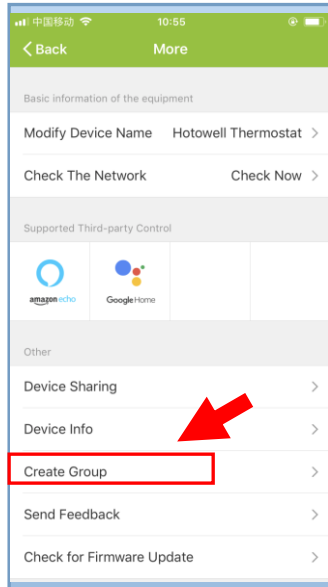 中国移动 10:55
Back More
Basic information of the equipment
Modify Device Name Hotowell Thermostat
Check The Network Check Now
Supported Third-party Control
amazon echo Google Home
Other
Device Sharing
Device Info
Create Group
Send Feedback
Check for Firmware Update